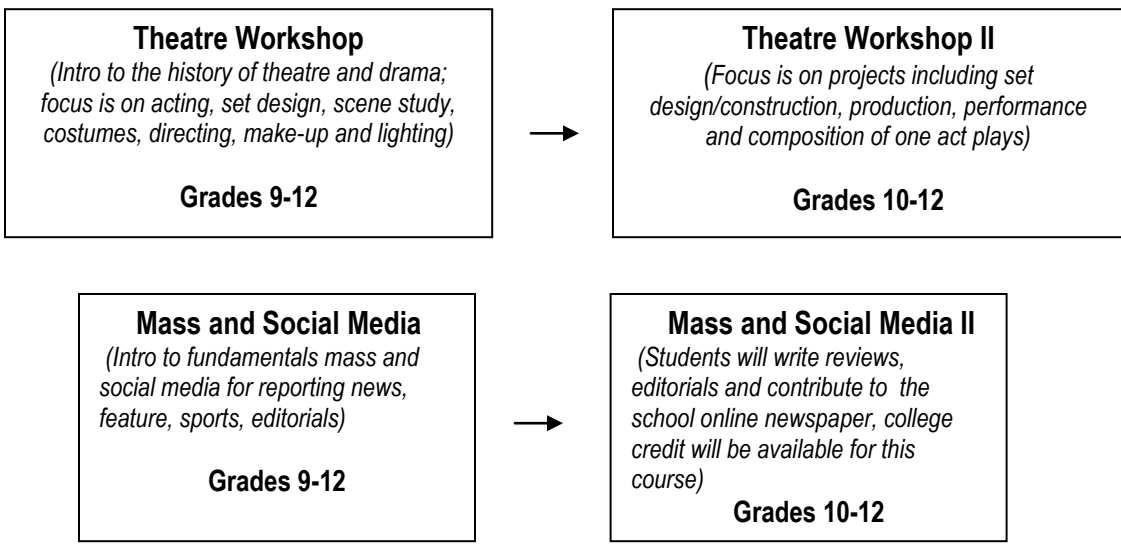 Theatre Workshop
(Intro to the history of theatre and drama;
focus is on acting, set design, scene study,
costumes, directing, make-up and lighting)
Grades 9-12
Theatre Workshop II
(Focus is on projects including set
design/construction, production, performance
and composition of one act plays)
Grades 10-12
Mass and Social Media
(Intro to fundamentals mass and
social media for reporting news,
feature, sports, editorials)
Grades 9-12
Mass and Social Media II
(Students will write reviews,
editorials and contribute to the
school online newspaper, college
credit will be available for this
course)
Grades 10-12